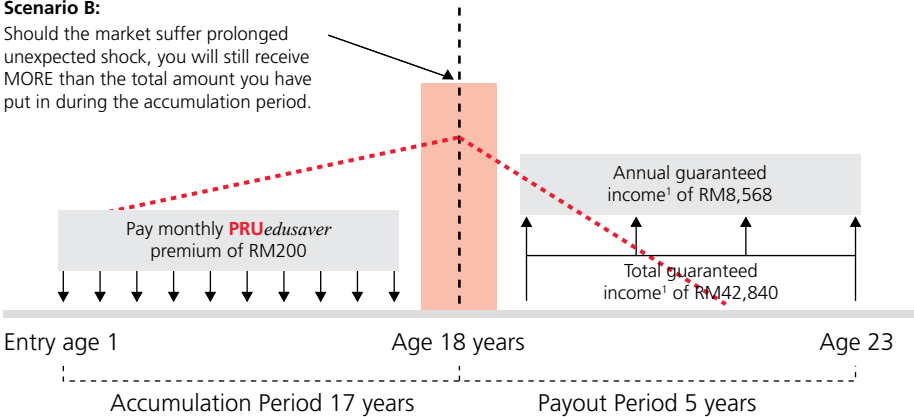 Scenario B:
Should the market suffer prolonged
unexpected shock, you will still receive
MORE than the total amount you have
put in during the accumulation period.
Pay monthly PRUedusaver
premium of RM200
Annual guaranteed
income¹ of RM8,568
Total guaranteed
income¹ of RM42,840
Entry age 1
Age 18 years
Age 23
Accumulation Period 17 years
Payout Period 5 years